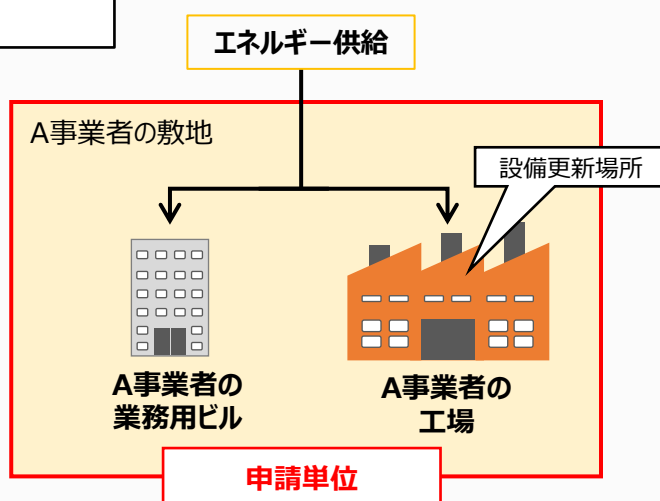 エネルギー供給
A事業者の敷地
設備更新場所
A事業者の
業務用ビル
A事業者の
工場
申請単位